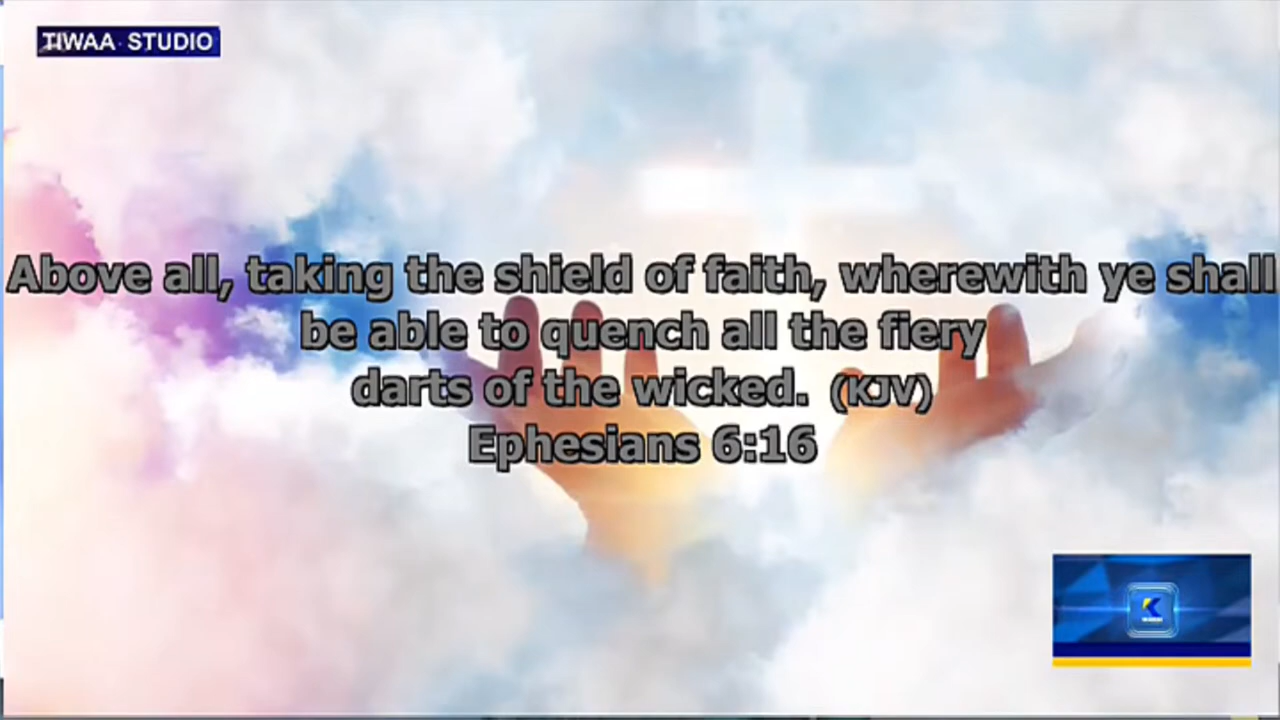 TIWAA STUDIO
Above all, taking the shield of faith, wherewith ye shall
be able to quench all the fiery
darts of the wicked. (KJV)
Ephesians 6:16
K